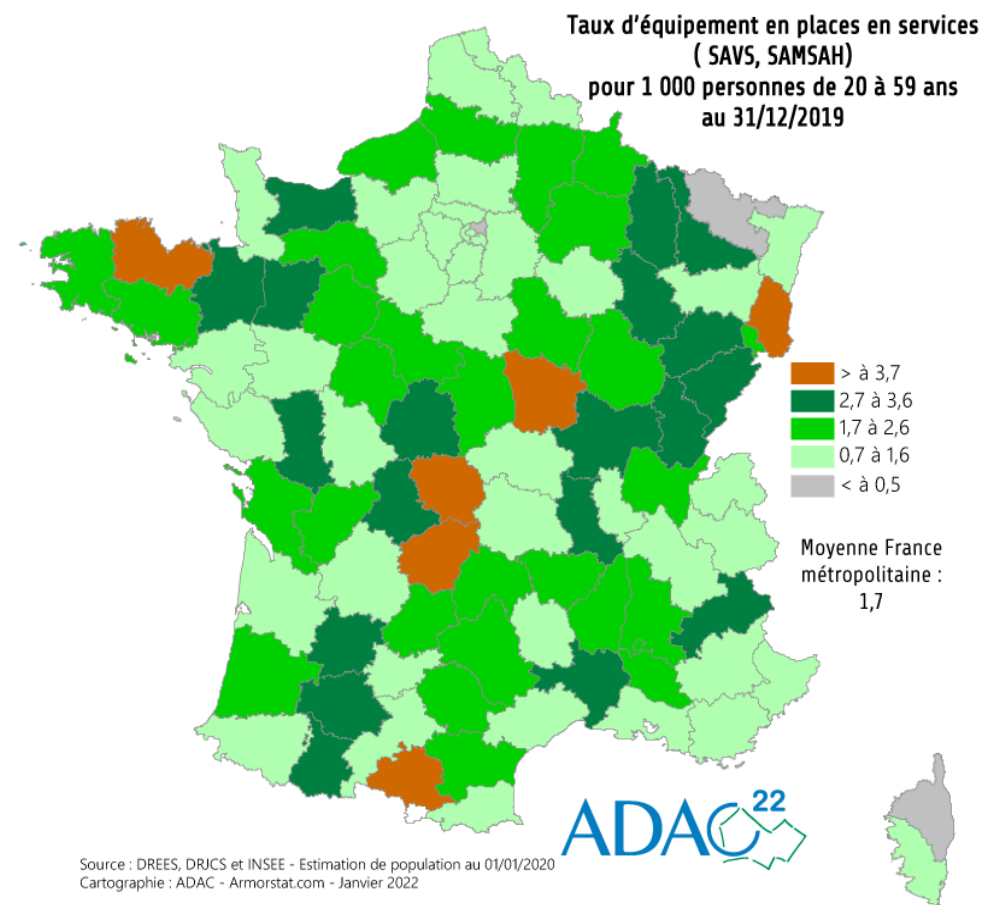 Taux d'équipement en places en services
( SAVS, SAMSAH)
pour 1 000 personnes de 20 à 59 ans
au 31/12/2019
> à 3,7
2,7 à 3,6
1,7 à 2,6
0,7 à 1,6
< à 0,5
Moyenne France
métropolitaine :
1,7
ADAC 22
Source : DREES, DRJCS et INSEE - Estimation de population au 01/01/2020
Cartographie : ADAC - Armorstat.com - Janvier 2022